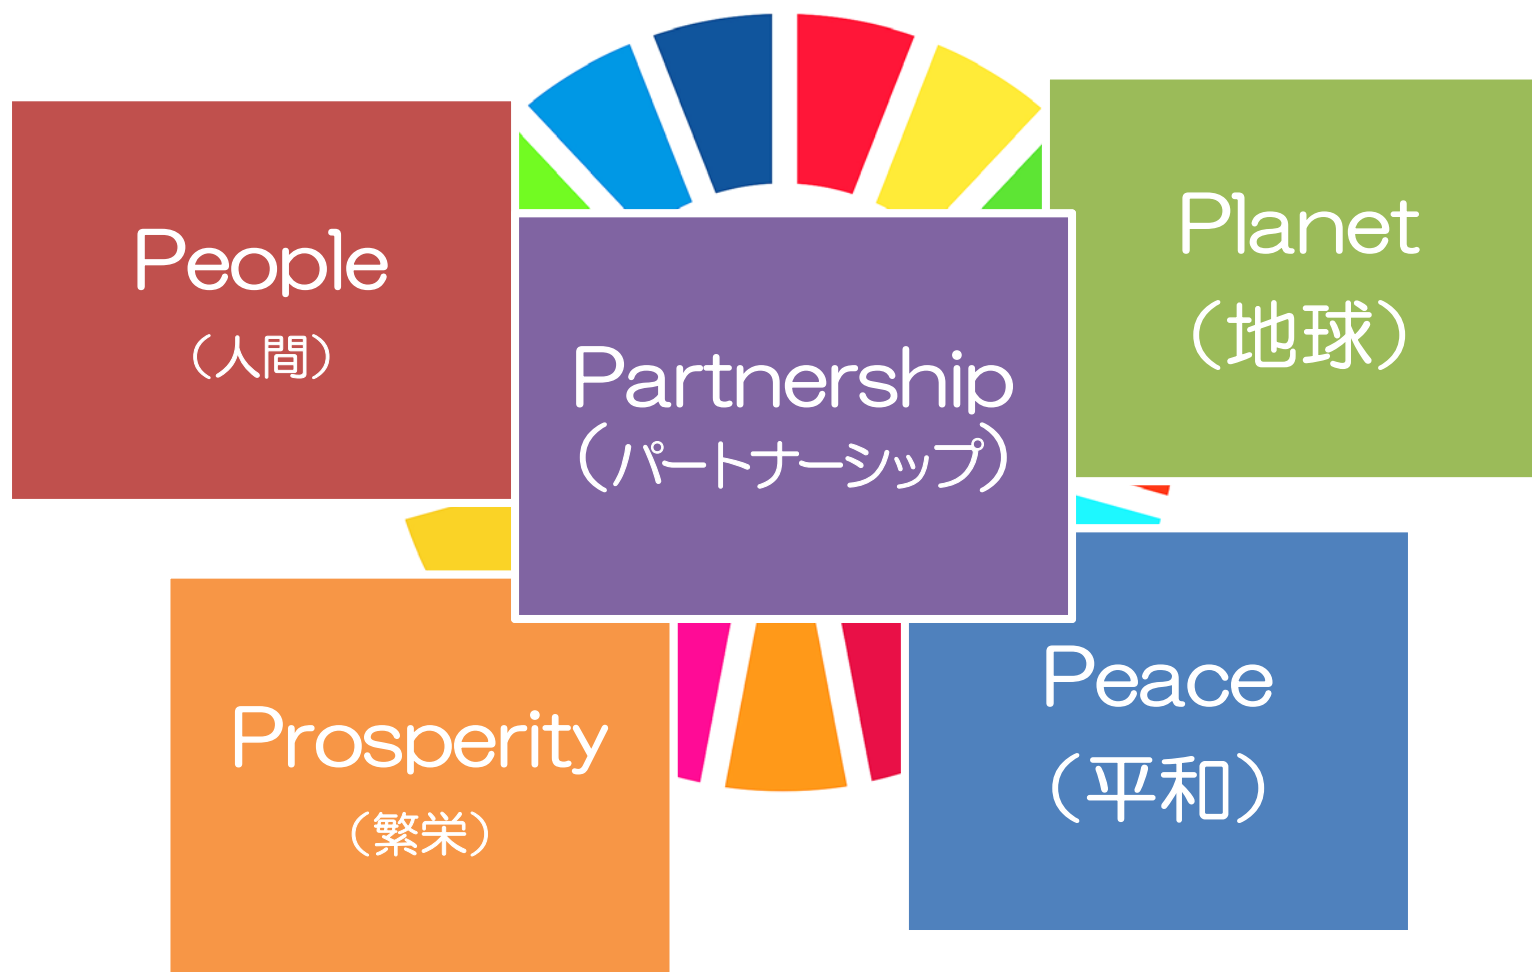 People
（人間）
Planet
（地球）
Partnership
（パートナーシップ）
Prosperity
（繁栄）
Peace
（平和）